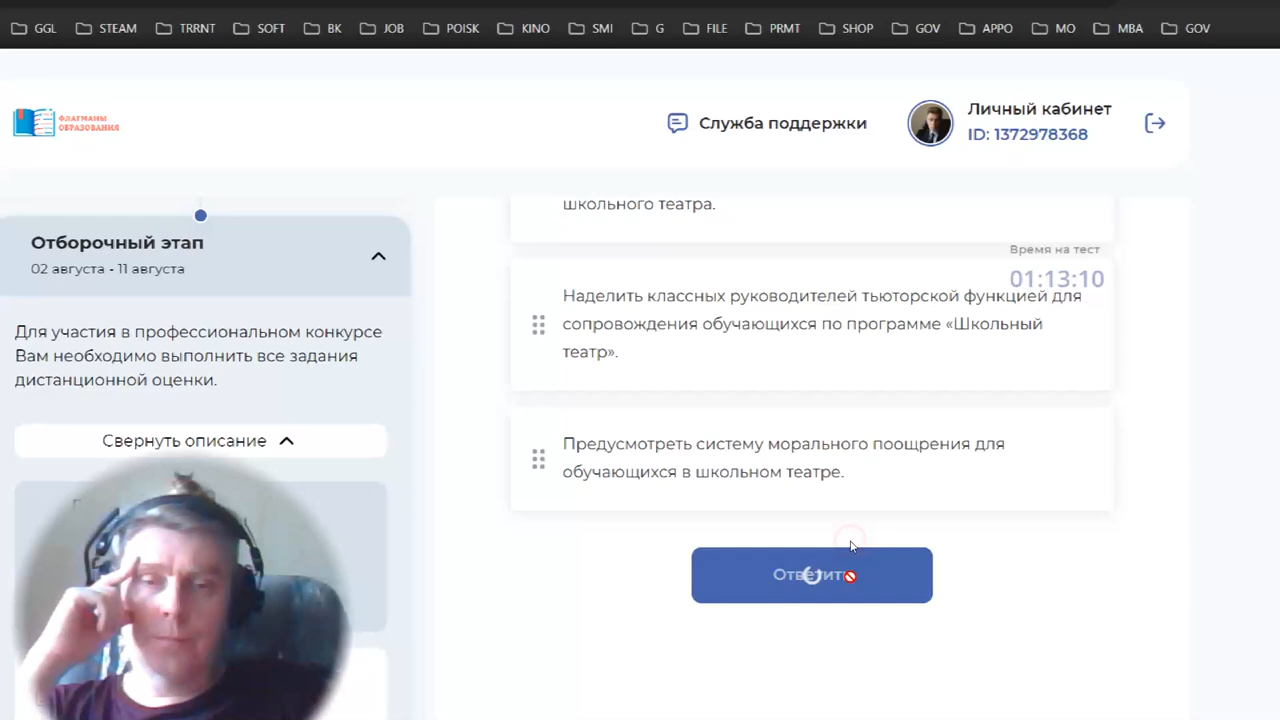 GGL STEAM TRRNT SOFT BK JOB POISK KINO SMI G FILE PRMT SHOP GOV APPO MO MBA GOV
ФЛАГМАНЫ
ОБРАЗОВАНИЯ
Служба поддержки
Личный кабинет
ID: 1372978368
Отборочный этап
02 августа - 11 августа
Для участия в профессиональном конкурсе
Вам необходимо выполнить все задания
дистанционной оценки.
Свернуть описание
школьного театра.
Время на тест
01:13:10
Наделить классных руководителей тьюторской функцией для
сопровождения обучающихся по программе «Школьный
театр».
Предусмотреть систему морального поощрения для
обучающихся в школьном театре.
Ответить